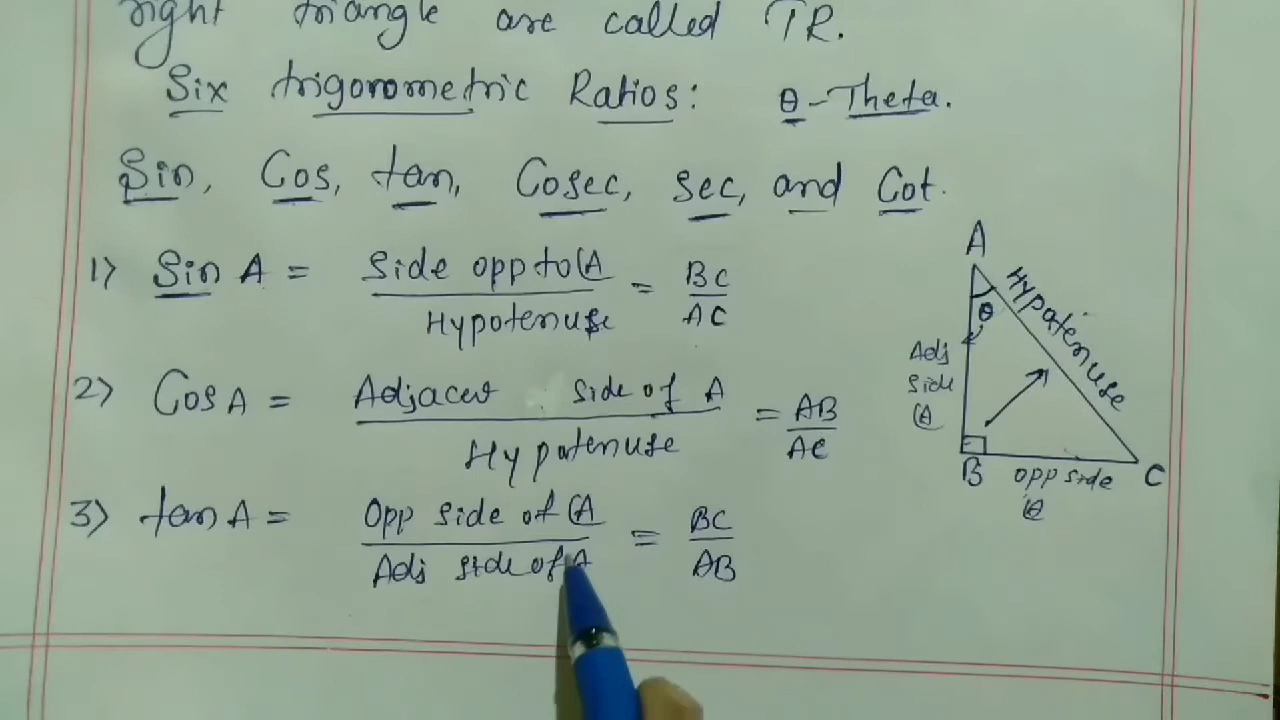 right triangle are called TR.
Six trigonometric Ratios: θ-Theta.
Sin, Cos, tan, Cosec, Sec, and Cot.
1) Sin A = Side opp to ∠A / Hypotenuse = BC / AC
2) Cos A = Adjacent side of A / Hypotenuse = AB / AC
3) tan A = Opp side of ∠A / Adj side of A = BC / AB
A
Hypotenuse
θ
Adj
Side
∠A
B
opp side
∠θ
C